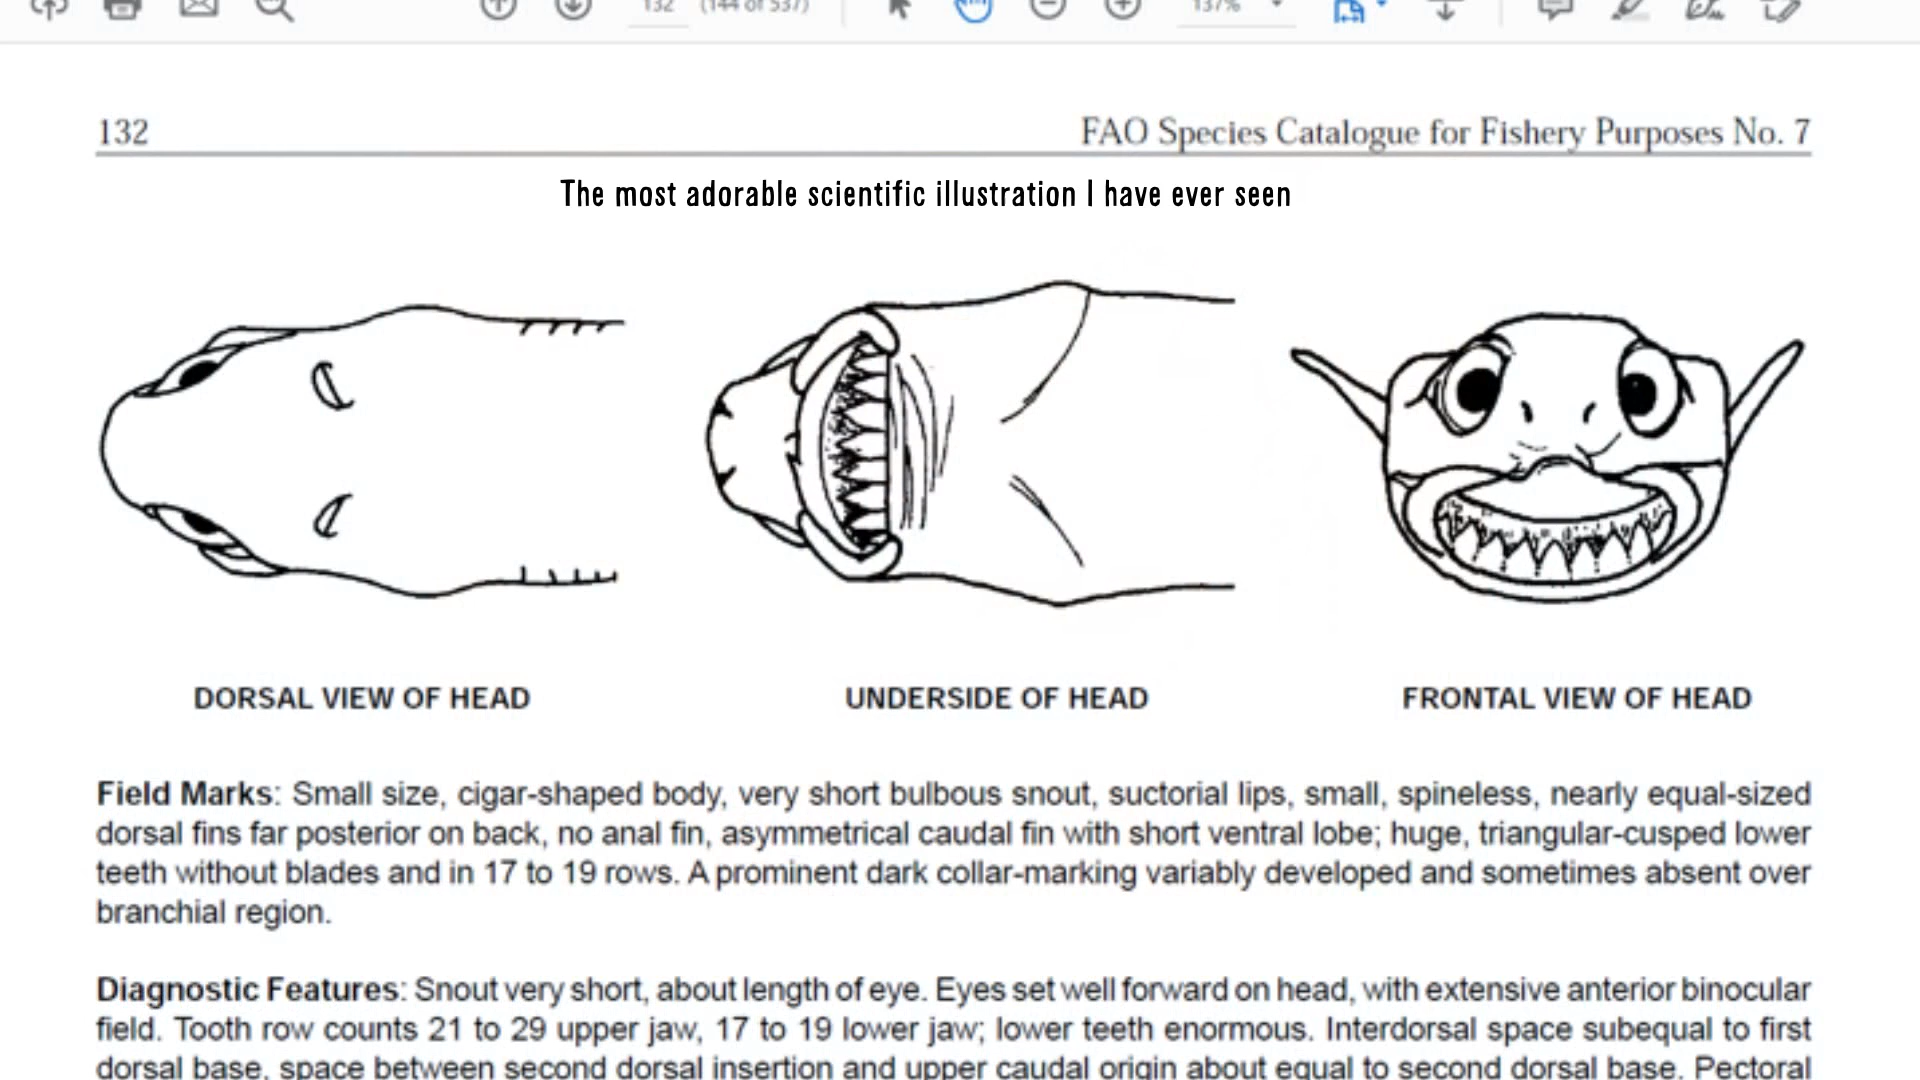 132 (144 of 537) 137%
132 FAO Species Catalogue for Fishery Purposes No. 7
The most adorable scientific illustration I have ever seen
DORSAL VIEW OF HEAD UNDERSIDE OF HEAD FRONTAL VIEW OF HEAD
Field Marks: Small size, cigar-shaped body, very short bulbous snout, suctorial lips, small, spineless, nearly equal-sized
dorsal fins far posterior on back, no anal fin, asymmetrical caudal fin with short ventral lobe; huge, triangular-cusped lower
teeth without blades and in 17 to 19 rows. A prominent dark collar-marking variably developed and sometimes absent over
branchial region.
Diagnostic Features: Snout very short, about length of eye. Eyes set well forward on head, with extensive anterior binocular
field. Tooth row counts 21 to 29 upper jaw, 17 to 19 lower jaw; lower teeth enormous. Interdorsal space subequal to first
dorsal base, space between second dorsal insertion and upper caudal origin about equal to second dorsal base. Pectoral